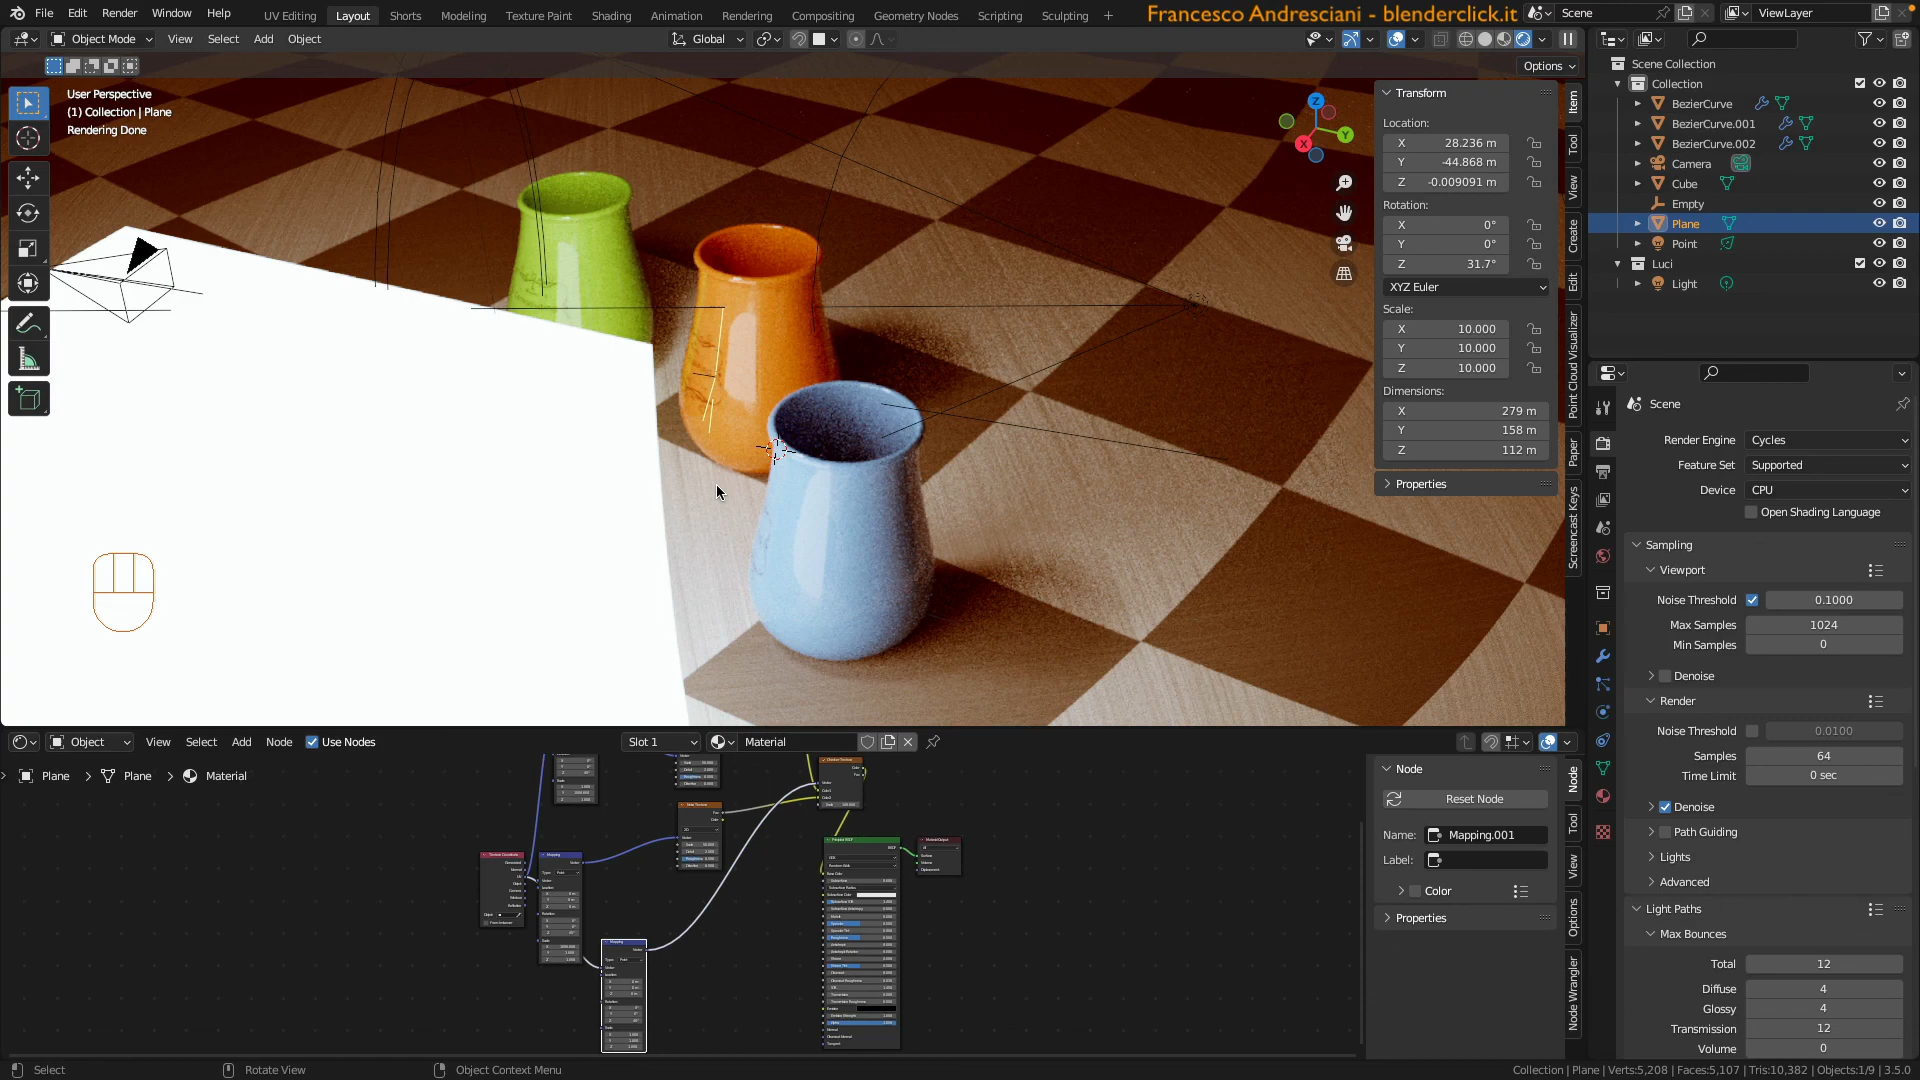 File Edit Render Window Help
UV Editing Layout Shorts Modeling Texture Paint Shading Animation Rendering Compositing Geometry Nodes Scripting Sculpting +
Francesco Andresciani - blenderclick.it
Scene
ViewLayer
Object Mode View Select Add Object
Global
Options
User Perspective
(1) Collection | Plane
Rendering Done
Z
Y
X
Transform
Location:
X 28.236 m
Y -44.868 m
Z -0.009091 m
Rotation:
X 0°
Y 0°
Z 31.7°
XYZ Euler
Scale:
X 10.000
Y 10.000
Z 10.000
Dimensions:
X 279 m
Y 158 m
Z 112 m
Properties
Item
Tool
View
Create
Edit
Point Cloud Visualizer
Paper
Screencast Keys
Scene Collection
Collection
BezierCurve
BezierCurve.001
BezierCurve.002
Camera
Cube
Empty
Plane
Point
Luci
Light
Scene
Render Engine Cycles
Feature Set Supported
Device CPU
Open Shading Language
Sampling
Viewport
Noise Threshold 0.1000
Max Samples 1024
Min Samples 0
Denoise
Render
Noise Threshold 0.0100
Samples 64
Time Limit 0 sec
Denoise
Path Guiding
Lights
Advanced
Light Paths
Max Bounces
Total 12
Diffuse 4
Glossy 4
Transmission 12
Volume 0
Object View Select Add Node Use Nodes
Slot 1
Material
Plane > Plane > Material
Node
Reset Node
Name: Mapping.001
Label:
Color
Properties
Node
Tool
View
Options
Node Wrangler
Select
Rotate View
Object Context Menu
Collection | Plane | Verts:5,208 | Faces:5,107 | Tris:10,382 | Objects:1/9 | 3.5.0